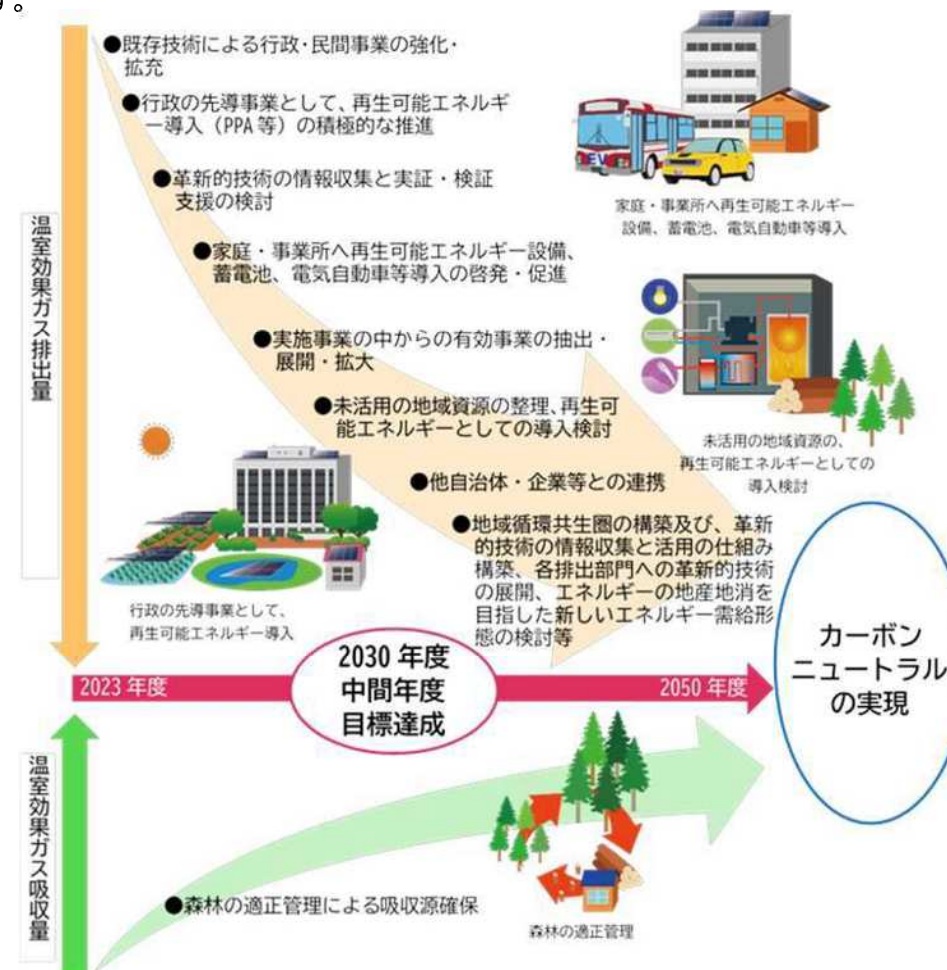 す。
●既存技術による行政・民間事業の強化・
拡充
●行政の先導事業として、再生可能エネルギ
ー導入（PPA 等）の積極的な推進
●革新的技術の情報収集と実証・検証
支援の検討
●家庭・事業所へ再生可能エネルギー設備、
蓄電池、電気自動車等導入の啓発・促進
●実施事業の中からの有効事業の抽出・
展開・拡大
●未活用の地域資源の整理、再生可
能エネルギーとしての導入検討
●他自治体・企業等との連携
●地域循環共生圏の構築及び、革新
的技術の情報収集と活用の仕組み
構築、各排出部門への革新的技術
の展開、エネルギーの地産地消を
目指した新しいエネルギー需給形
態の検討等
温室効果ガス排出量
EV
家庭・事業所へ再生可能エネルギー
設備、蓄電池、電気自動車等導入
未活用の地域資源の、
再生可能エネルギーとしての
導入検討
行政の先導事業として、
再生可能エネルギー導入
2023 年度
2030 年度
中間年度
目標達成
2050 年度
カーボン
ニュートラル
の実現
温室効果ガス吸収量
●森林の適正管理による吸収源確保
森林の適正管理